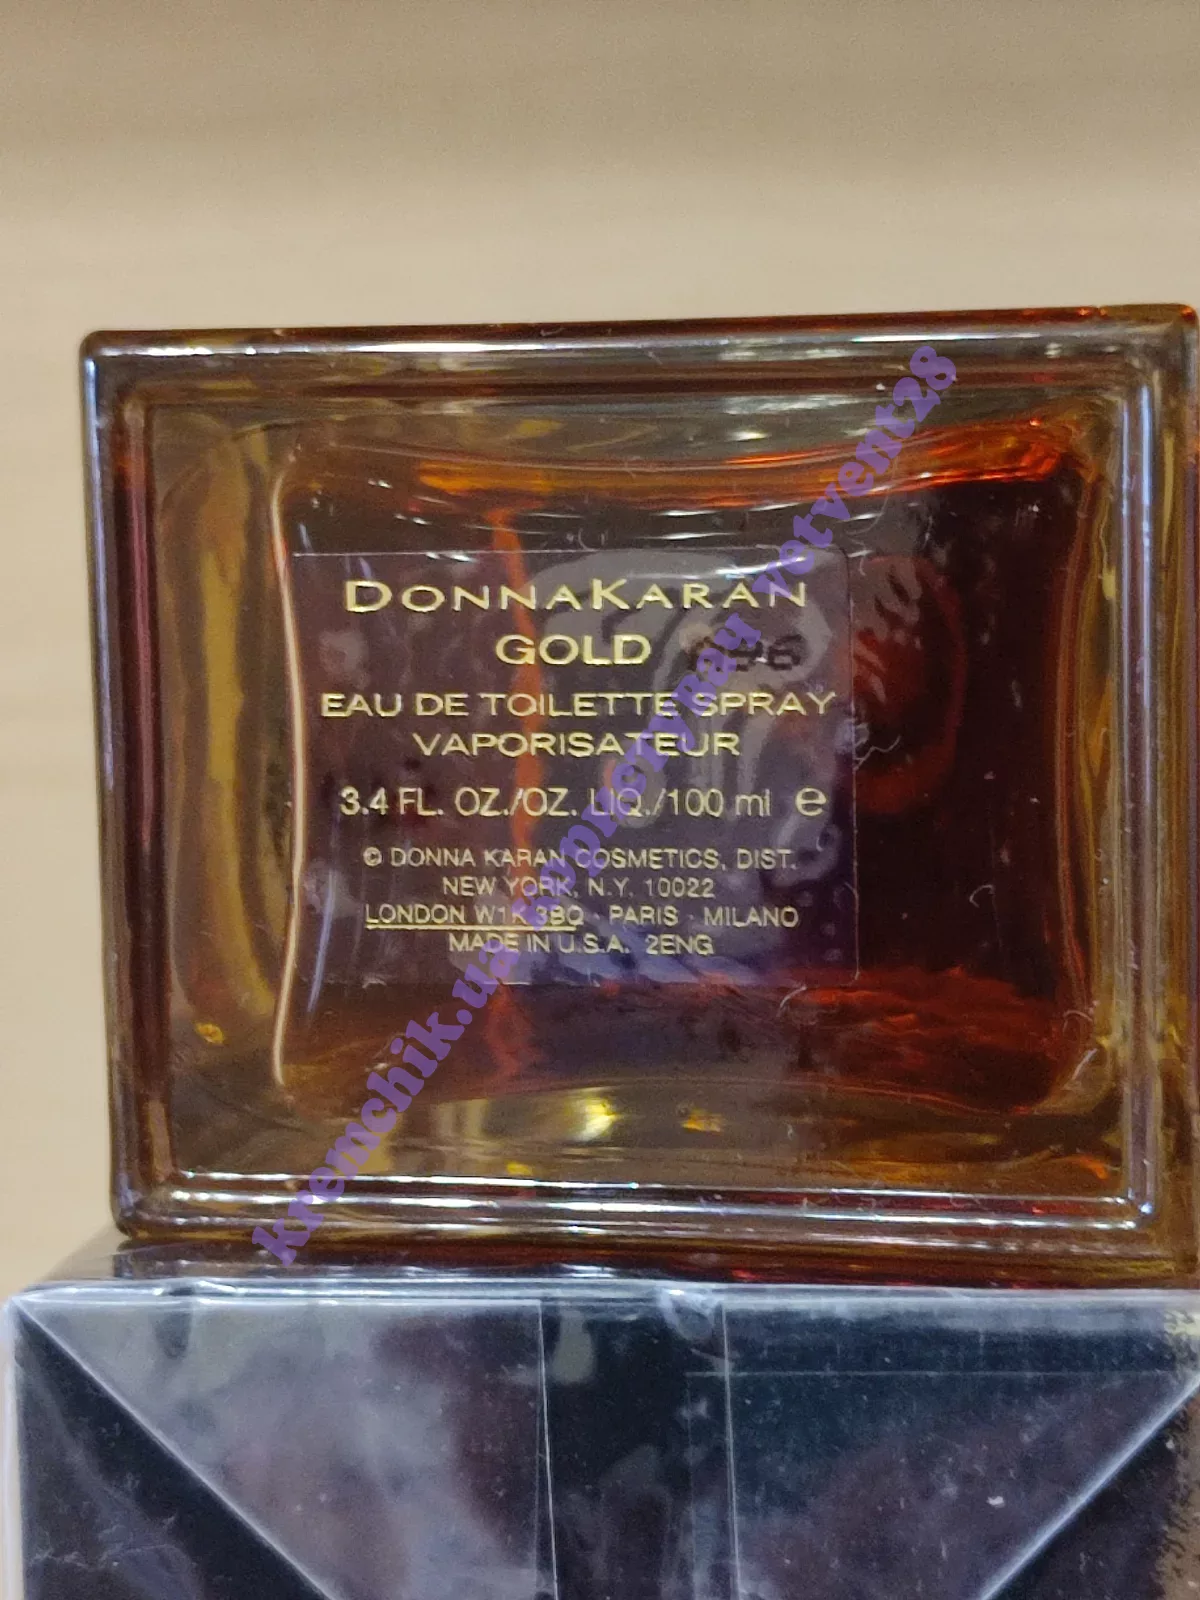 DONNAKARAN
GOLD
EAU DE TOILETTE SPRAY
VAPORISATEUR
3.4 FL. OZ./OZ. LIQ./100 ml e
© DONNA KARAN COSMETICS, DIST.
NEW YORK, N.Y. 10022
LONDON W1K 3BQ · PARIS · MILANO
MADE IN U.S.A. 2ENG